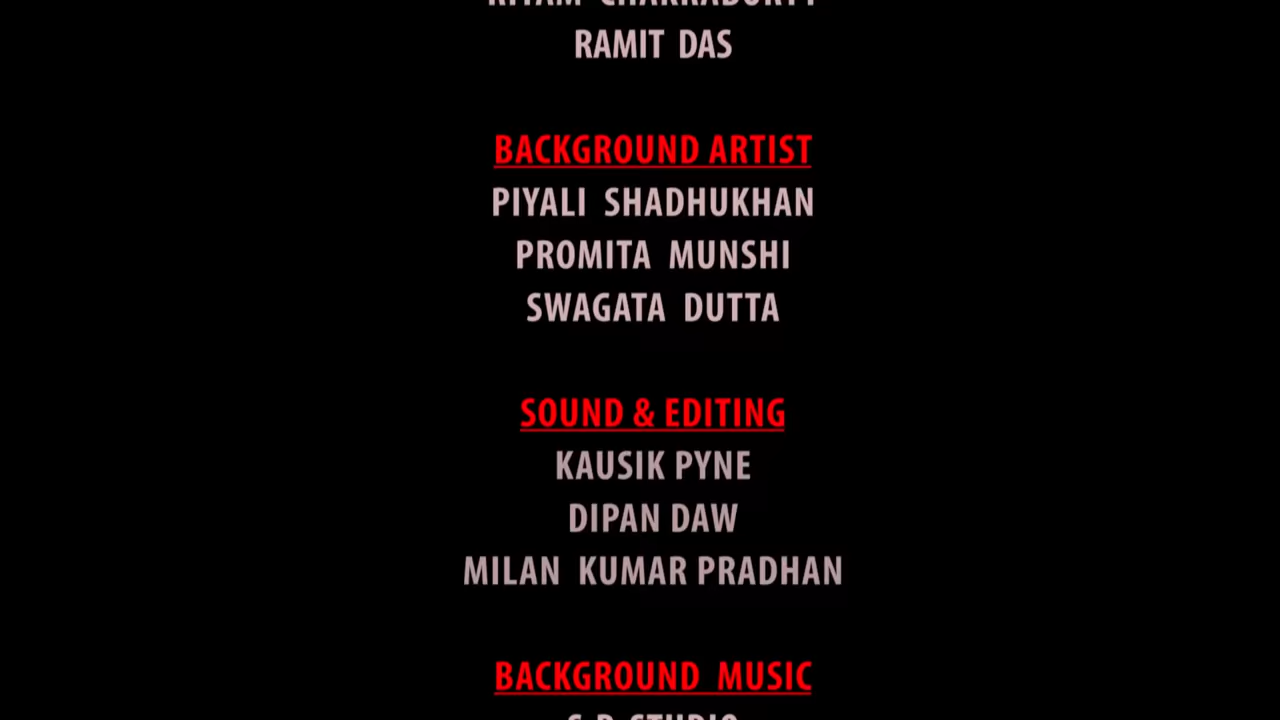 RAMIT DAS
BACKGROUND ARTIST
PIYALI SHADHUKHAN
PROMITA MUNSHI
SWAGATA DUTTA
SOUND & EDITING
KAUSIK PYNE
DIPAN DAW
MILAN KUMAR PRADHAN
BACKGROUND MUSIC